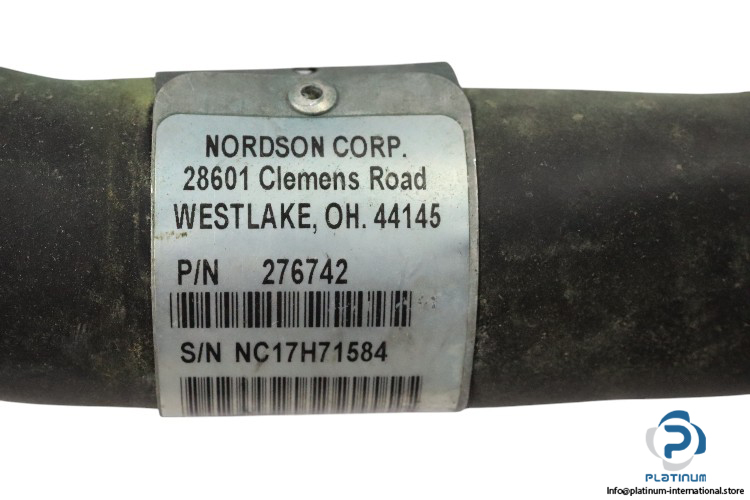 NORDSON CORP.
28601 Clemens Road
WESTLAKE, OH. 44145
P/N 276742
S/N NC17H71584
PLATINUM
Info@platinum-international.store